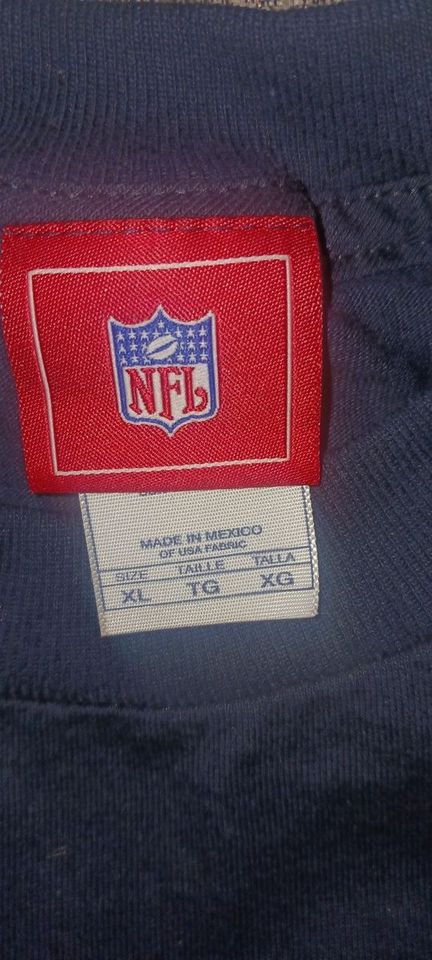 NFL
MADE IN MEXICO
OF USA FABRIC
SIZE TAILLE TALLA
XL TG XG